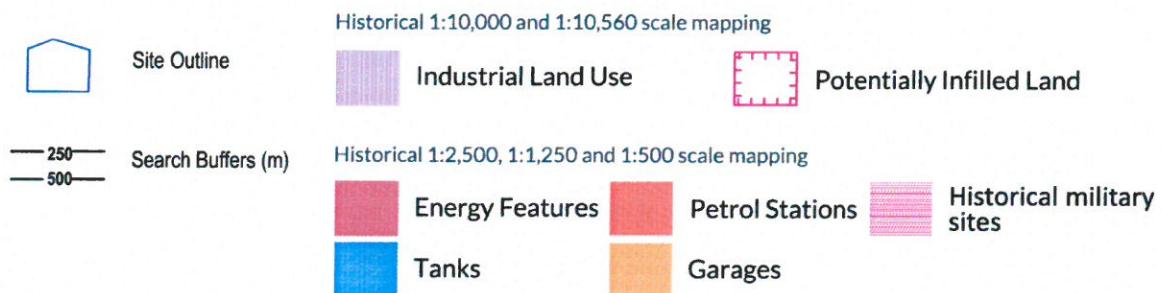 Historical 1:10,000 and 1:10,560 scale mapping
Site Outline
Industrial Land Use
Potentially Infilled Land
250
500
Search Buffers (m)
Historical 1:2,500, 1:1,250 and 1:500 scale mapping
Energy Features
Petrol Stations
Historical military
sites
Tanks
Garages